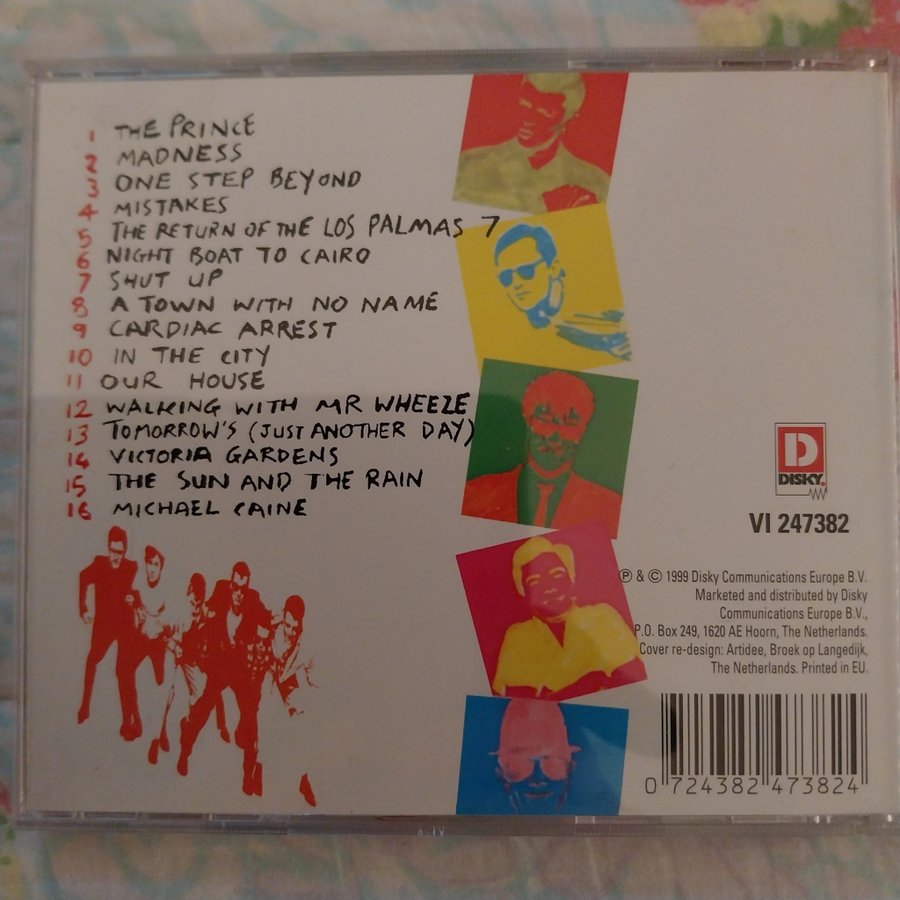 1 THE PRINCE
2 MADNESS
3 ONE STEP BEYOND
4 MISTAKES
5 THE RETURN OF THE LOS PALMAS 7
6 NIGHT BOAT TO CAIRO
7 SHUT UP
8 A TOWN WITH NO NAME
9 CARDIAC ARREST
10 IN THE CITY
11 OUR HOUSE
12 WALKING WITH MR WHEEZE
13 TOMORROW'S (JUST ANOTHER DAY)
14 VICTORIA GARDENS
15 THE SUN AND THE RAIN
16 MICHAEL CAINE
D
DISKY.
VI 247382
℗ & © 1999 Disky Communications Europe B.V.
Marketed and distributed by Disky
Communications Europe B.V.,
P.O. Box 249, 1620 AE Hoorn, The Netherlands.
Cover re-design: Artidee, Broek op Langedijk,
The Netherlands. Printed in EU.
0 724382 473824